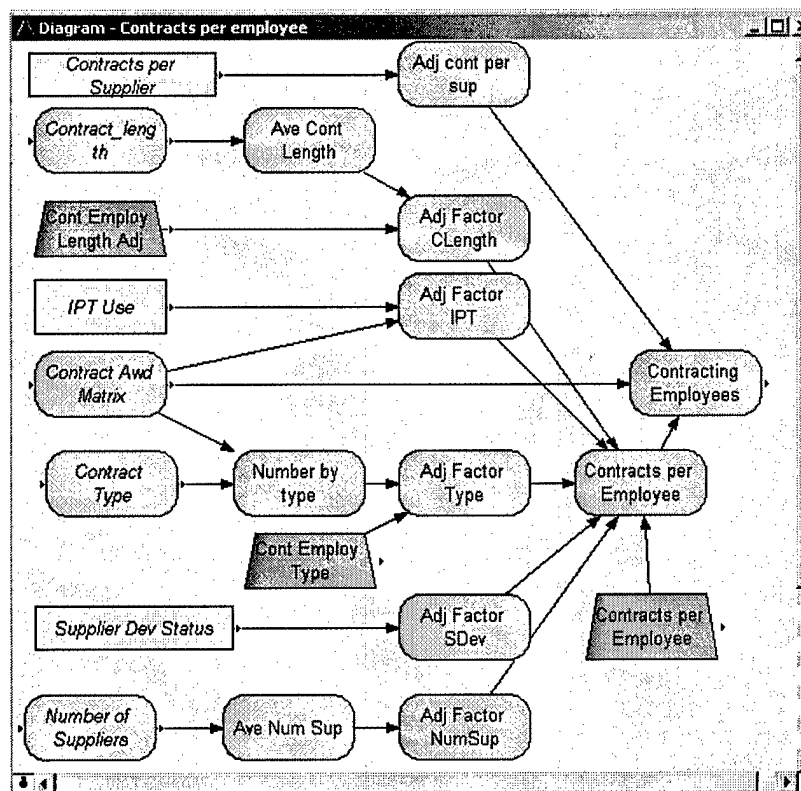 Diagram - Contracts per employee
Contracts per
Supplier
Adj cont per
sup
Contract_leng
th
Ave Cont
Length
Cont Employ
Length Adj
Adj Factor
CLength
IPT Use
Adj Factor
IPT
Contract Awd
Matrix
Contracting
Employees
Contract
Type
Number by
type
Adj Factor
Type
Contracts per
Employee
Cont Employ
Type
Supplier Dev Status
Adj Factor
SDev
Contracts per
Employee
Number of
Suppliers
Ave Num Sup
Adj Factor
NumSup